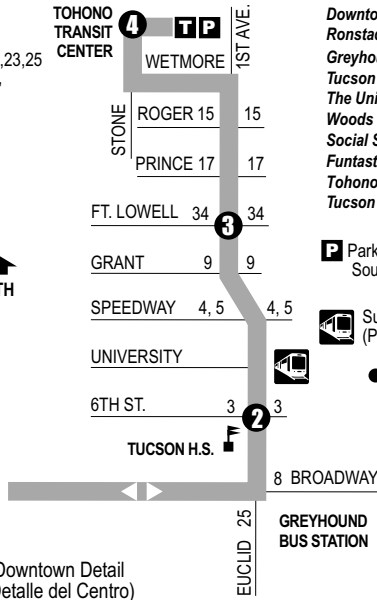 TOHONO
TRANSIT
CENTER
4
T P
1ST AVE.
WETMORE
,23,25
STONE
ROGER 15 15
PRINCE 17 17
FT. LOWELL 34 34
3
GRANT 9 9
SPEEDWAY 4, 5 4, 5
UNIVERSITY
6TH ST. 3 3
2
TUCSON H.S.
8 BROADWAY
EUCLID 25
GREYHOUND
BUS STATION
TH
Downtown Detail
Detalle del Centro)
Downto
Ronstad
Greyhou
Tucson
The Uni
Woods
Social S
Funtast
Tohono
Tucson
P Park
Sou
Su
(P